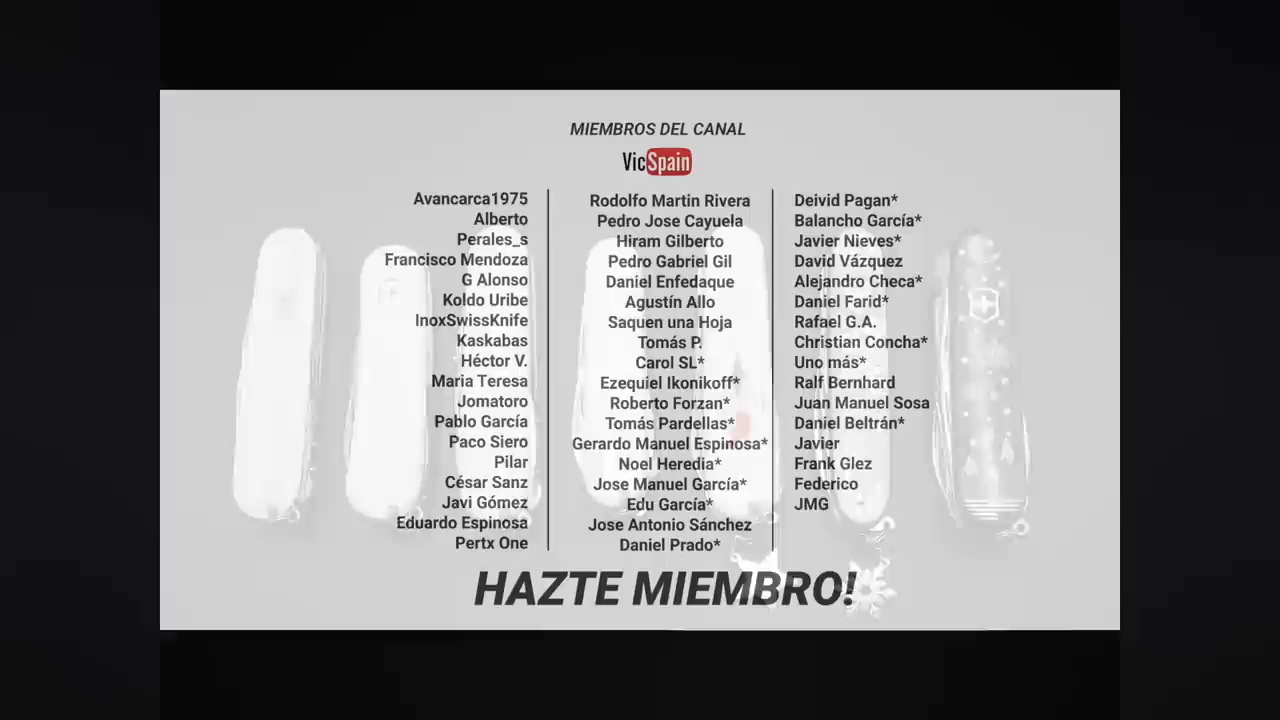 MIEMBROS DEL CANAL
VicSpain
Avancarca1975
Alberto
Perales_s
Francisco Mendoza
G Alonso
Koldo Uribe
InoxSwissKnife
Kaskabas
Héctor V.
Maria Teresa
Jomatoro
Pablo García
Paco Siero
Pilar
César Sanz
Javi Gómez
Eduardo Espinosa
Pertx One
Rodolfo Martin Rivera
Pedro Jose Cayuela
Hiram Gilberto
Pedro Gabriel Gil
Daniel Enfedaque
Agustín Allo
Saquen una Hoja
Tomás P.
Carol SL*
Ezequiel Ikonikoff*
Roberto Forzan*
Tomás Pardellas*
Gerardo Manuel Espinosa*
Noel Heredia*
Jose Manuel García*
Edu García*
Jose Antonio Sánchez
Daniel Prado*
Deivid Pagan*
Balancho García*
Javier Nieves*
David Vázquez
Alejandro Checa*
Daniel Farid*
Rafael G.A.
Christian Concha*
Uno más*
Ralf Bernhard
Juan Manuel Sosa
Daniel Beltrán*
Javier
Frank Glez
Federico
JMG
HAZTE MIEMBRO!